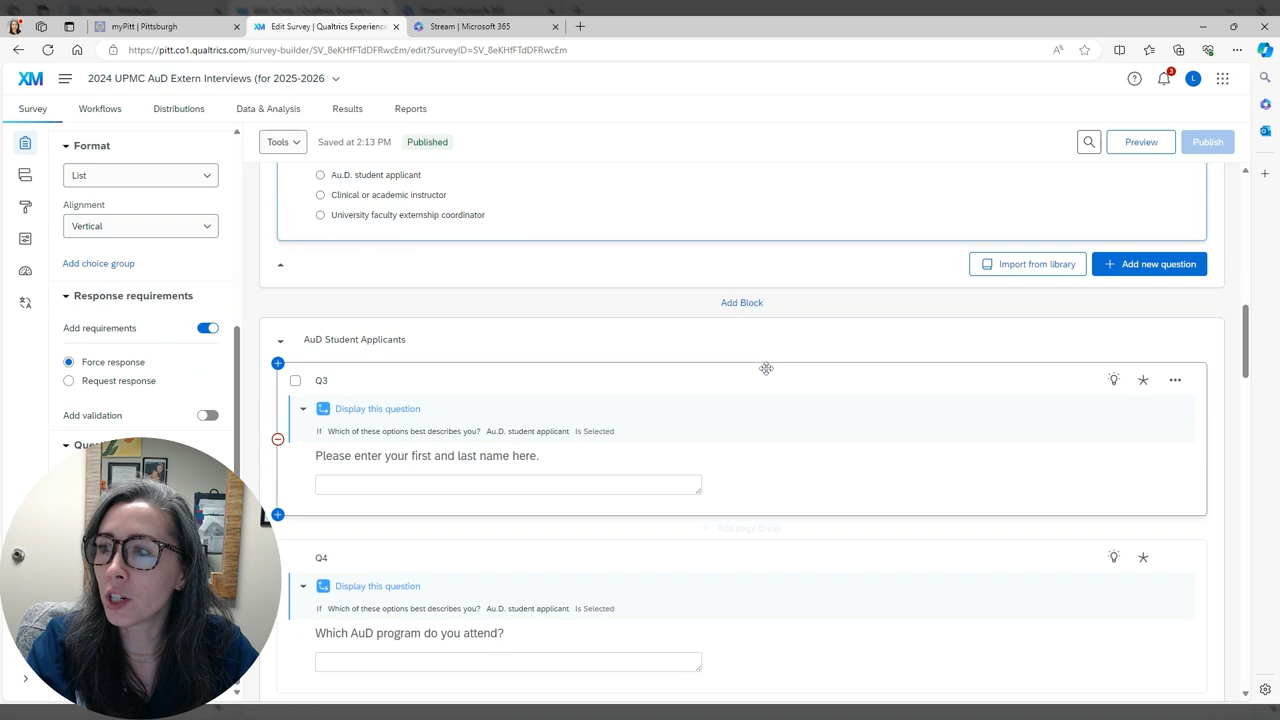 myPitt | Pittsburgh
XM Edit Survey | Qualtrics Experience
Stream | Microsoft 365
https://pitt.co1.qualtrics.com/survey-builder/SV_8eKHfFTdDFRwcEm/edit?SurveyID=SV_8eKHfFTdDFRwcEm
XM
2024 UPMC AuD Extern Interviews (for 2025-2026
3
L
Survey
Workflows
Distributions
Data & Analysis
Results
Reports
Format
List
Alignment
Vertical
Add choice group
Response requirements
Add requirements
Force response
Request response
Add validation
Tools
Saved at 2:13 PM
Published
Preview
Publish
Au.D. student applicant
Clinical or academic instructor
University faculty externship coordinator
Import from library
Add new question
Add Block
AuD Student Applicants
Q3
Display this question
If Which of these options best describes you? Au.D. student applicant Is Selected
Please enter your first and last name here.
Add page break
Q4
Display this question
If Which of these options best describes you? Au.D. student applicant Is Selected
Which AuD program do you attend?